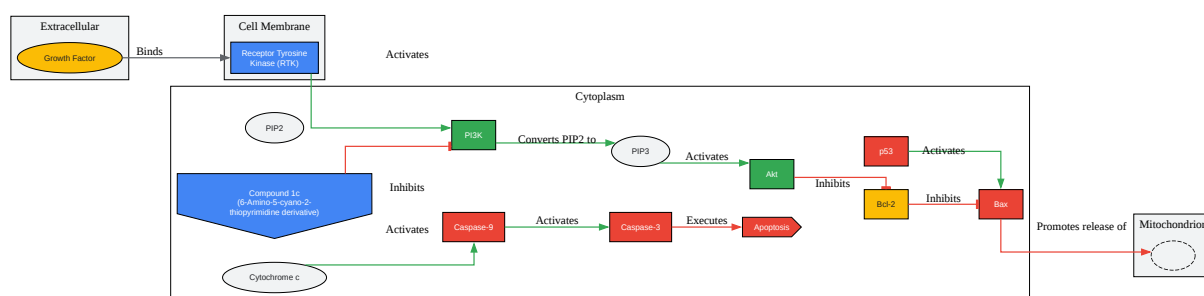 Extracellular
Growth Factor
Binds
Cell Membrane
Receptor Tyrosine
Kinase (RTK)
Activates
Cytoplasm
PIP2
PI3K
Converts PIP2 to
PIP3
Activates
Akt
Inhibits
p53
Activates
Bcl-2
Inhibits
Bax
Compound 1c
(6-Amino-5-cyano-2-
thiopyrimidine derivative)
Inhibits
Activates
Caspase-9
Activates
Caspase-3
Executes
Apoptosis
Cytochrome c
Promotes release of
Mitochondrion